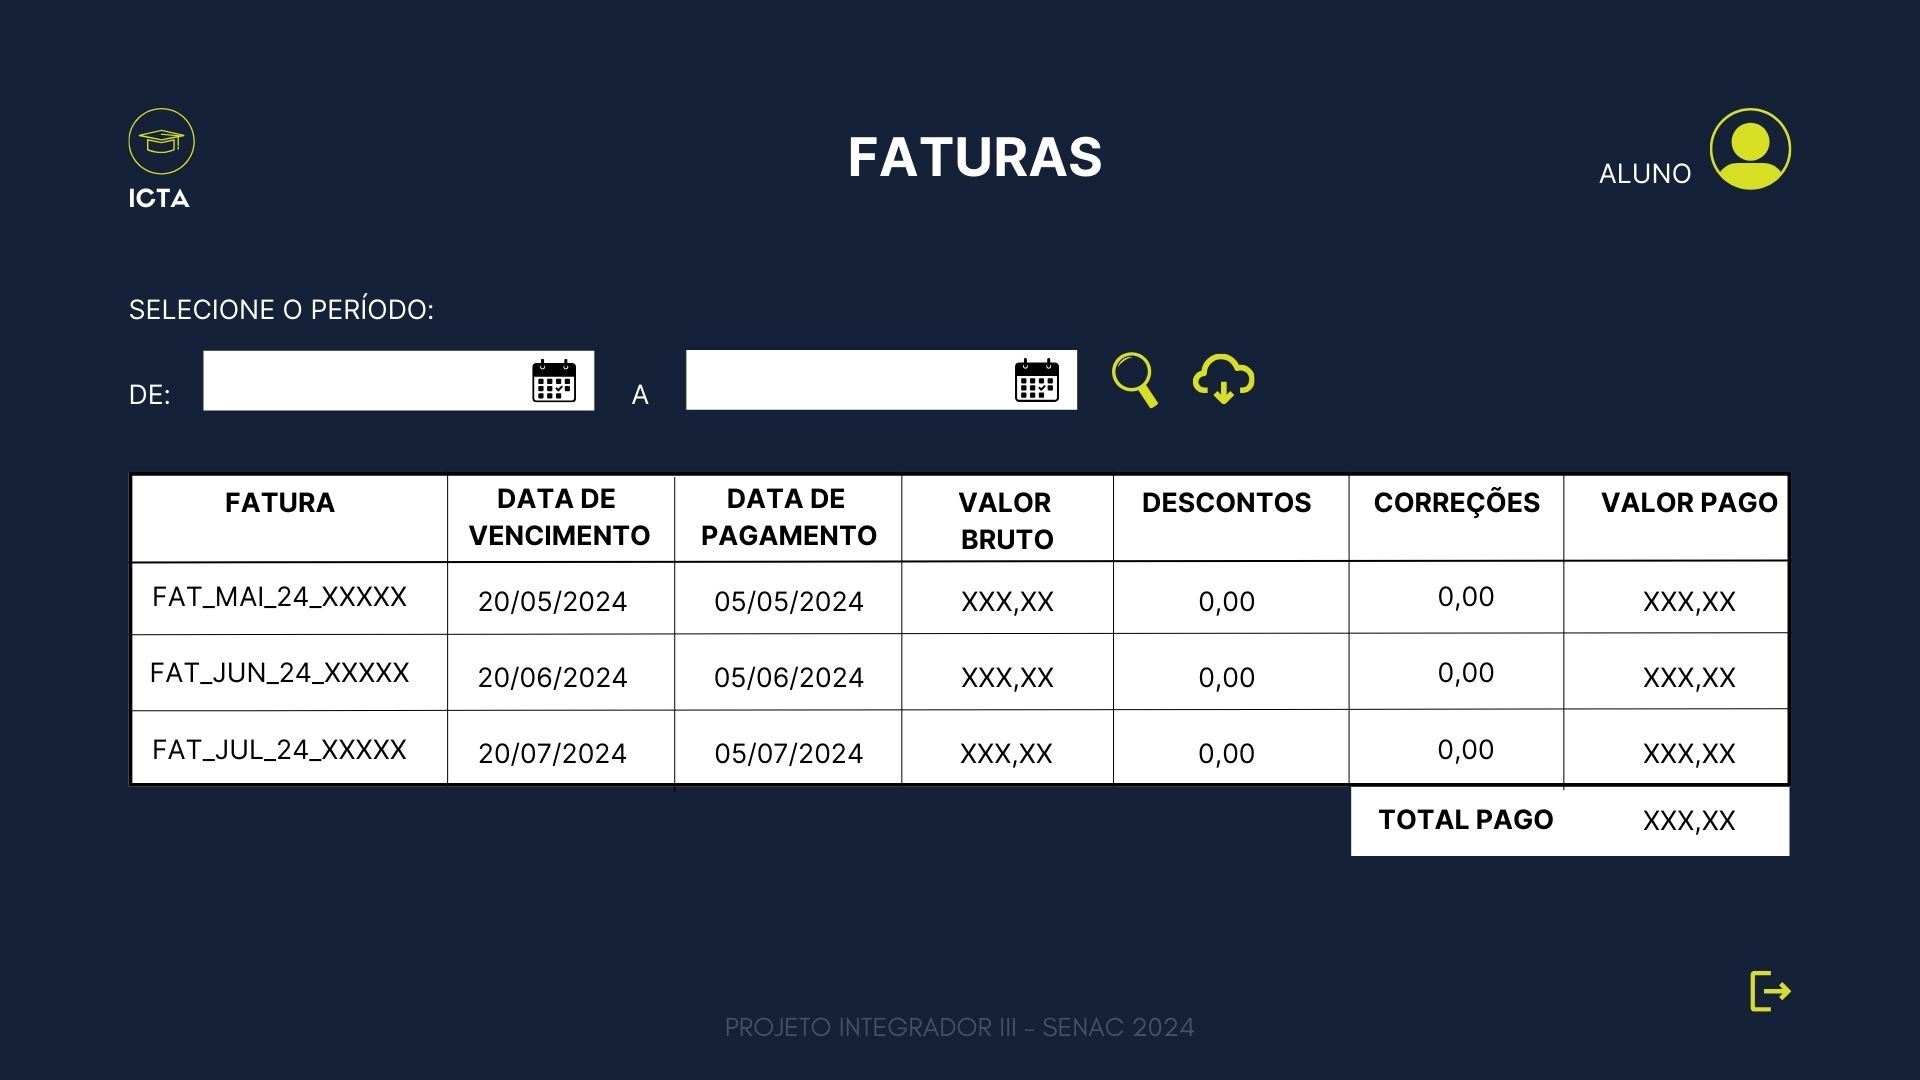 ICTA
FATURAS
ALUNO
SELECIONE O PERÍODO:
DE: A
FATURA DATA DE VENCIMENTO DATA DE PAGAMENTO VALOR BRUTO DESCONTOS CORREÇÕES VALOR PAGO
FAT_MAI_24_XXXXX 20/05/2024 05/05/2024 XXX,XX 0,00 0,00 XXX,XX
FAT_JUN_24_XXXXX 20/06/2024 05/06/2024 XXX,XX 0,00 0,00 XXX,XX
FAT_JUL_24_XXXXX 20/07/2024 05/07/2024 XXX,XX 0,00 0,00 XXX,XX
TOTAL PAGO XXX,XX
PROJETO INTEGRADOR III - SENAC 2024